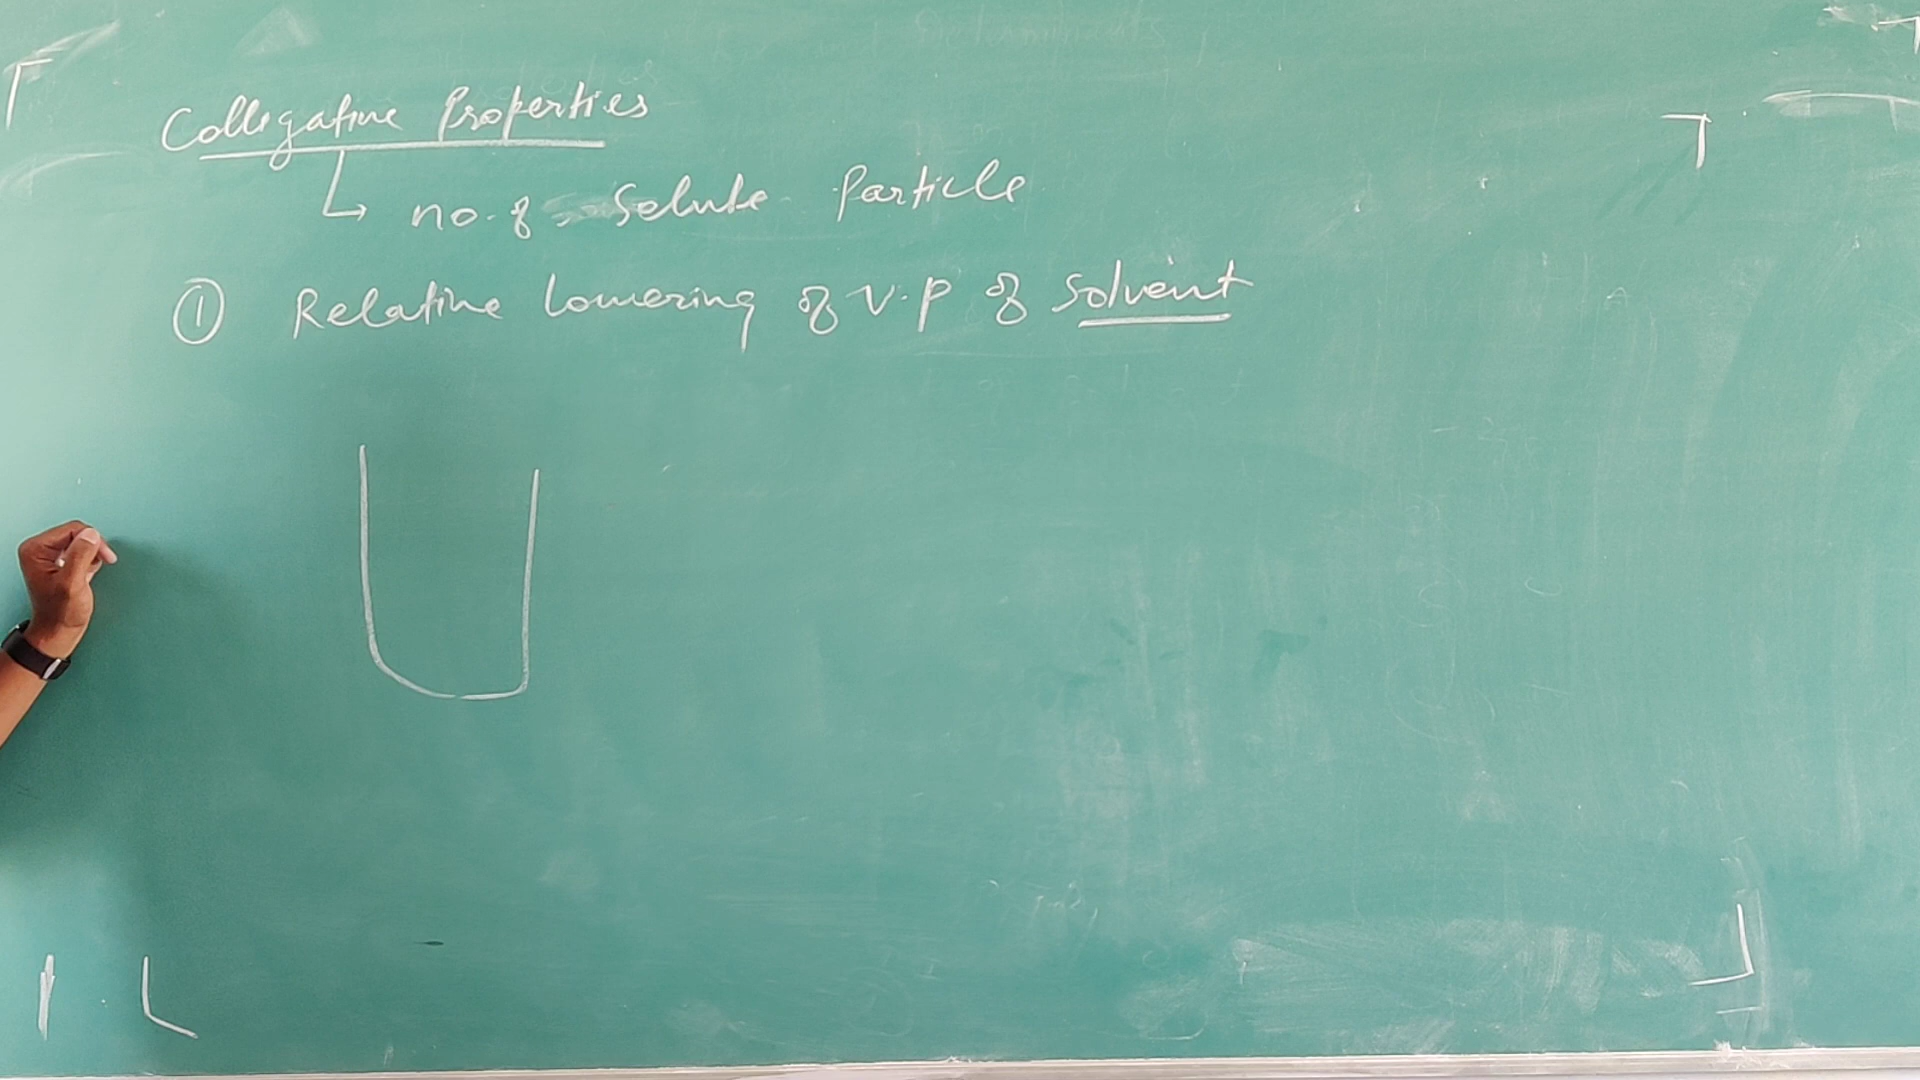 Colligative Properties
↳ no. of Solute Particle
① Relative Lowering of V.P of Solvent